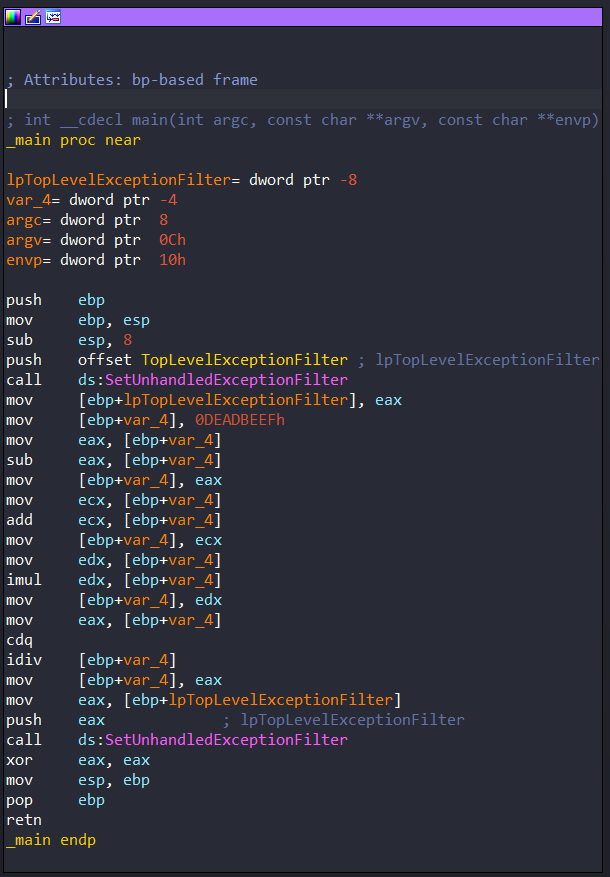 ; Attributes: bp-based frame
; int __cdecl main(int argc, const char **argv, const char **envp)
_main proc near
lpTopLevelExceptionFilter= dword ptr -8
var_4= dword ptr -4
argc= dword ptr  8
argv= dword ptr  0Ch
envp= dword ptr  10h
push    ebp
mov     ebp, esp
sub     esp, 8
push    offset TopLevelExceptionFilter ; lpTopLevelExceptionFilter
call    ds:SetUnhandledExceptionFilter
mov     [ebp+lpTopLevelExceptionFilter], eax
mov     [ebp+var_4], 0DEADBEEFh
mov     eax, [ebp+var_4]
sub     eax, [ebp+var_4]
mov     [ebp+var_4], eax
mov     ecx, [ebp+var_4]
add     ecx, [ebp+var_4]
mov     [ebp+var_4], ecx
mov     edx, [ebp+var_4]
imul    edx, [ebp+var_4]
mov     [ebp+var_4], edx
mov     eax, [ebp+var_4]
cdq
idiv    [ebp+var_4]
mov     [ebp+var_4], eax
mov     eax, [ebp+lpTopLevelExceptionFilter]
push    eax             ; lpTopLevelExceptionFilter
call    ds:SetUnhandledExceptionFilter
xor     eax, eax
mov     esp, ebp
pop     ebp
retn
_main endp